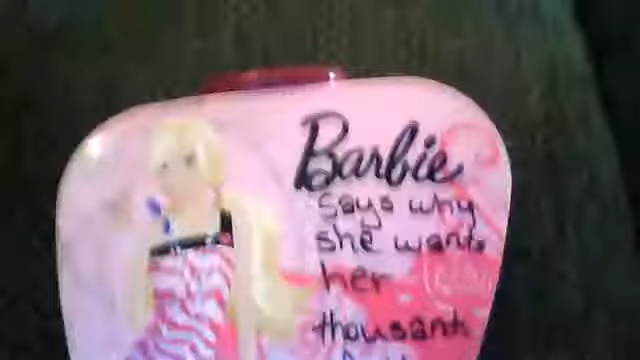 Barbie
says why
she wants
her
thousant